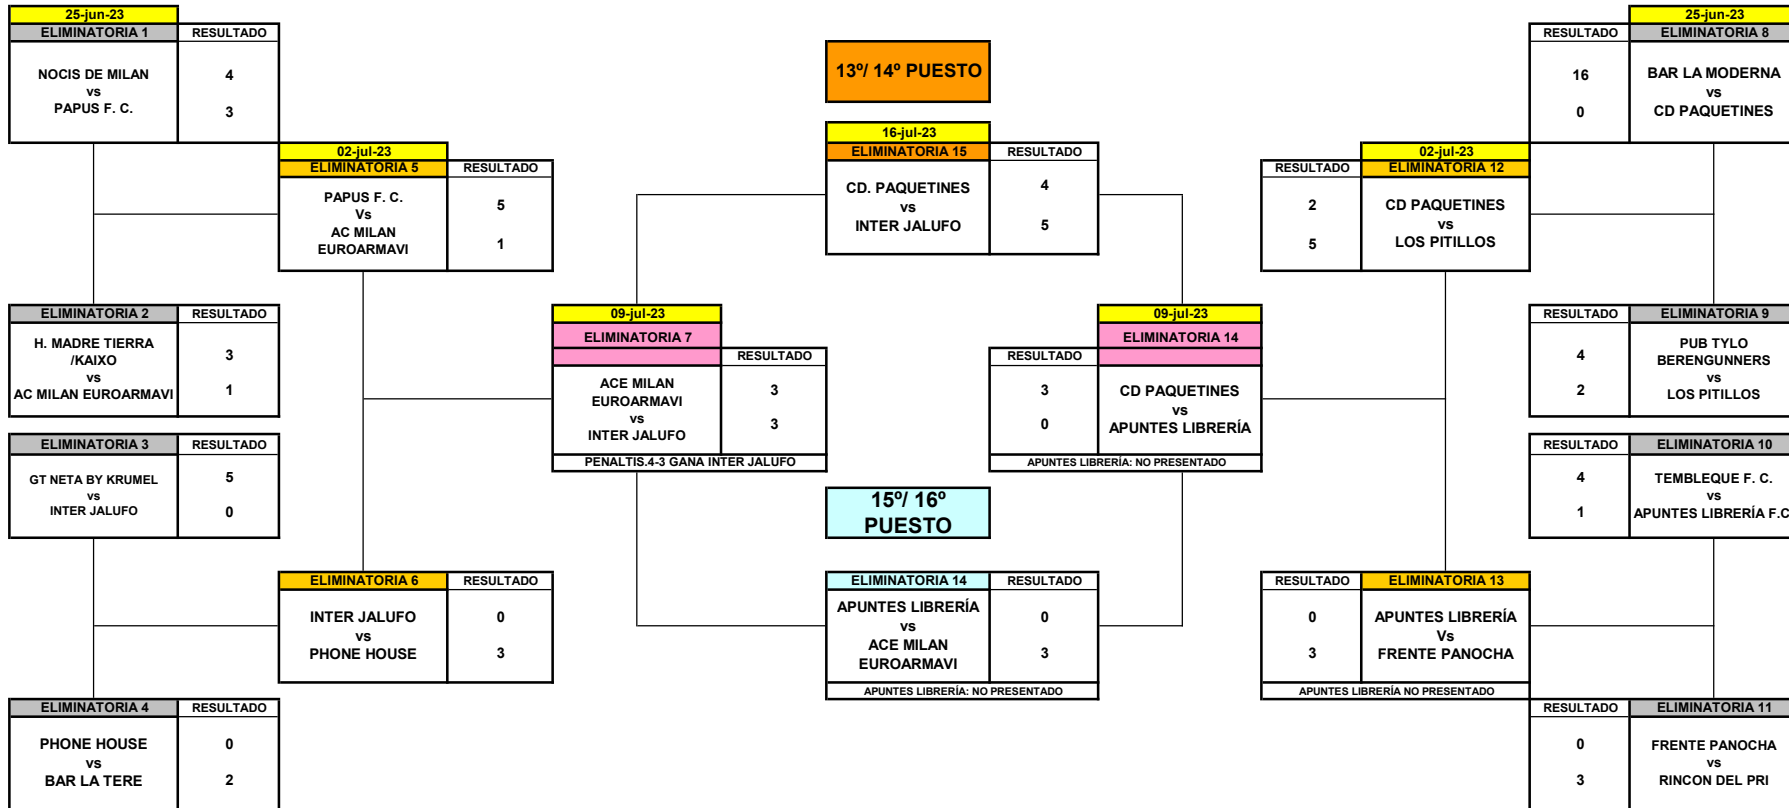 25-jun-23
ELIMINATORIA 1 RESULTADO
NOCIS DE MILAN 4
vs
PAPUS F. C. 3
02-jul-23
ELIMINATORIA 5 RESULTADO
PAPUS F. C. 5
Vs
AC MILAN
EUROARMAVI 1
ELIMINATORIA 2 RESULTADO
H. MADRE TIERRA
/KAIXO 3
vs
AC MILAN EUROARMAVI 1
ELIMINATORIA 3 RESULTADO
GT NETA BY KRUMEL 5
vs
INTER JALUFO 0
ELIMINATORIA 6 RESULTADO
INTER JALUFO 0
vs
PHONE HOUSE 3
ELIMINATORIA 4 RESULTADO
PHONE HOUSE 0
vs
BAR LA TERE 2
09-jul-23
ELIMINATORIA 7
RESULTADO
ACE MILAN
EUROARMAVI 3
vs
INTER JALUFO 3
PENALTIS.4-3 GANA INTER JALUFO
13º/ 14º PUESTO
16-jul-23
ELIMINATORIA 15 RESULTADO
CD. PAQUETINES 4
vs
INTER JALUFO 5
15º/ 16º
PUESTO
ELIMINATORIA 14 RESULTADO
APUNTES LIBRERÍA 0
vs
ACE MILAN
EUROARMAVI 3
APUNTES LIBRERÍA: NO PRESENTADO
09-jul-23
ELIMINATORIA 14
RESULTADO
3 CD PAQUETINES
vs
0 APUNTES LIBRERÍA
APUNTES LIBRERÍA: NO PRESENTADO
02-jul-23
RESULTADO ELIMINATORIA 12
2 CD PAQUETINES
vs
5 LOS PITILLOS
RESULTADO ELIMINATORIA 13
0 APUNTES LIBRERÍA
Vs
3 FRENTE PANOCHA
APUNTES LIBRERÍA NO PRESENTADO
25-jun-23
RESULTADO ELIMINATORIA 8
16 BAR LA MODERNA
vs
0 CD PAQUETINES
RESULTADO ELIMINATORIA 9
4 PUB TYLO
BERENGUNNERS
vs
2 LOS PITILLOS
RESULTADO ELIMINATORIA 10
4 TEMBLEQUE F. C.
vs
1 APUNTES LIBRERÍA F.C
RESULTADO ELIMINATORIA 11
0 FRENTE PANOCHA
vs
3 RINCON DEL PRI